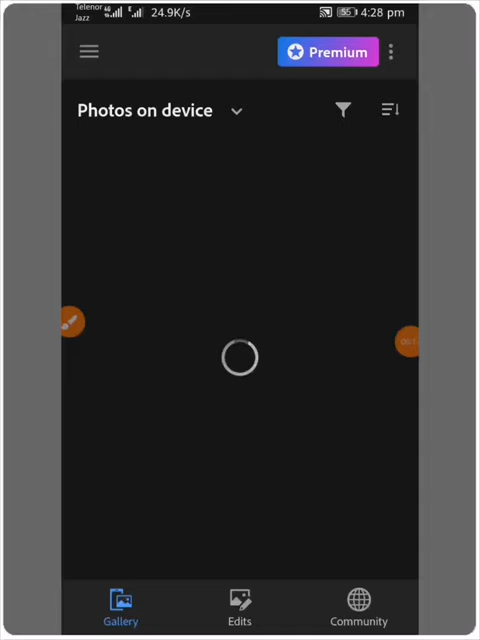 Telenor
Jazz
24.9K/s
55
4:28 pm
Premium
Photos on device
Gallery
Edits
Community